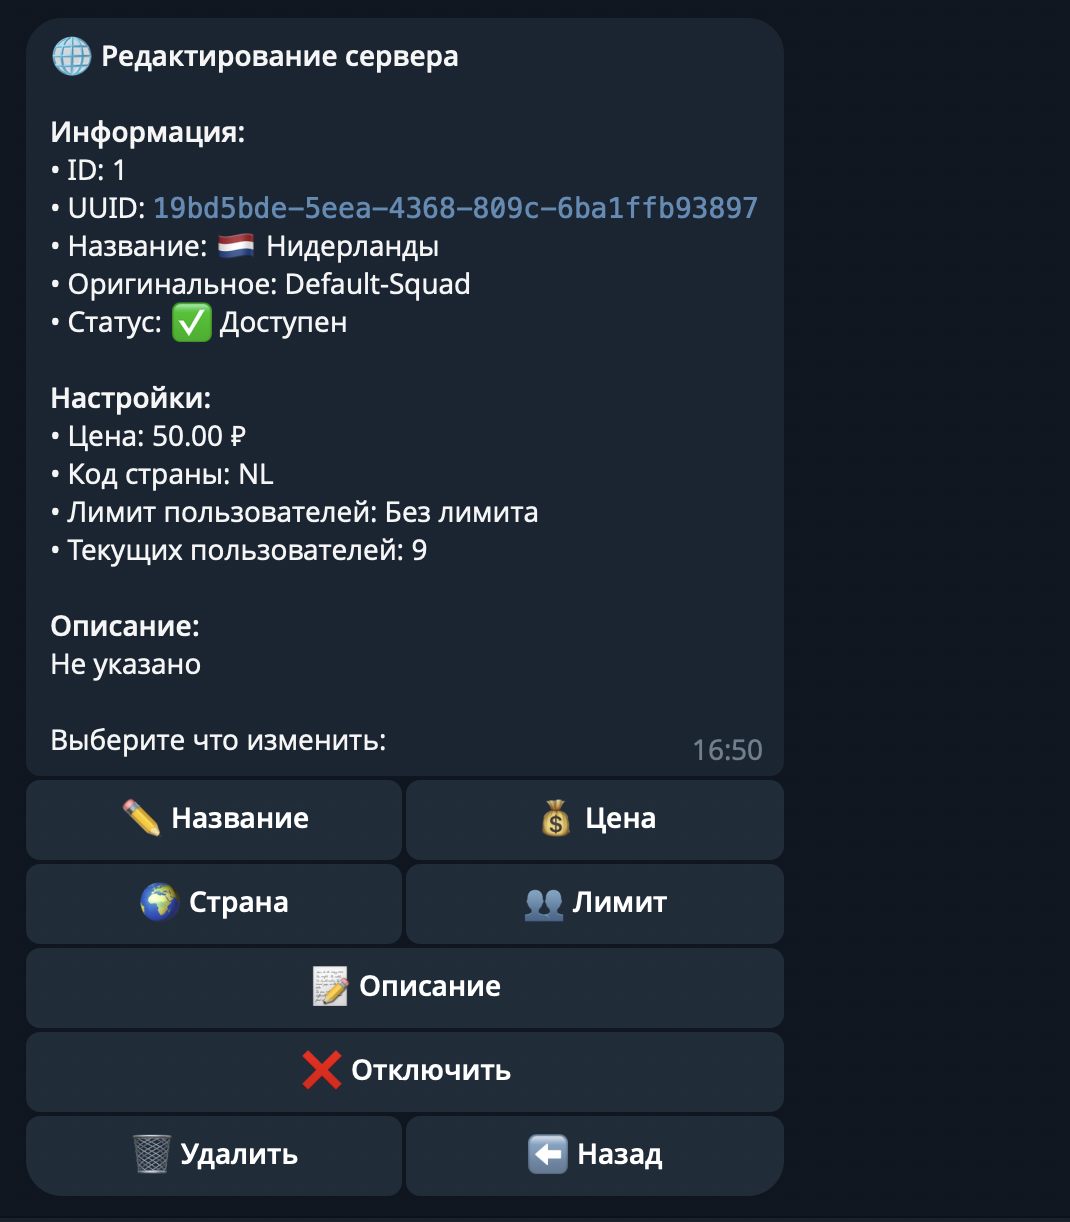 🌐 Редактирование сервера
Информация:
• ID: 1
• UUID: 19bd5bde-5eea-4368-809c-6ba1ffb93897
• Название: 🇳🇱 Нидерланды
• Оригинальное: Default-Squad
• Статус: ✅ Доступен
Настройки:
• Цена: 50.00 ₽
• Код страны: NL
• Лимит пользователей: Без лимита
• Текущих пользователей: 9
Описание:
Не указано
Выберите что изменить:
16:50
✏️ Название
💰 Цена
🌍 Страна
👥 Лимит
📝 Описание
❌ Отключить
🗑 Удалить
⬅️ Назад